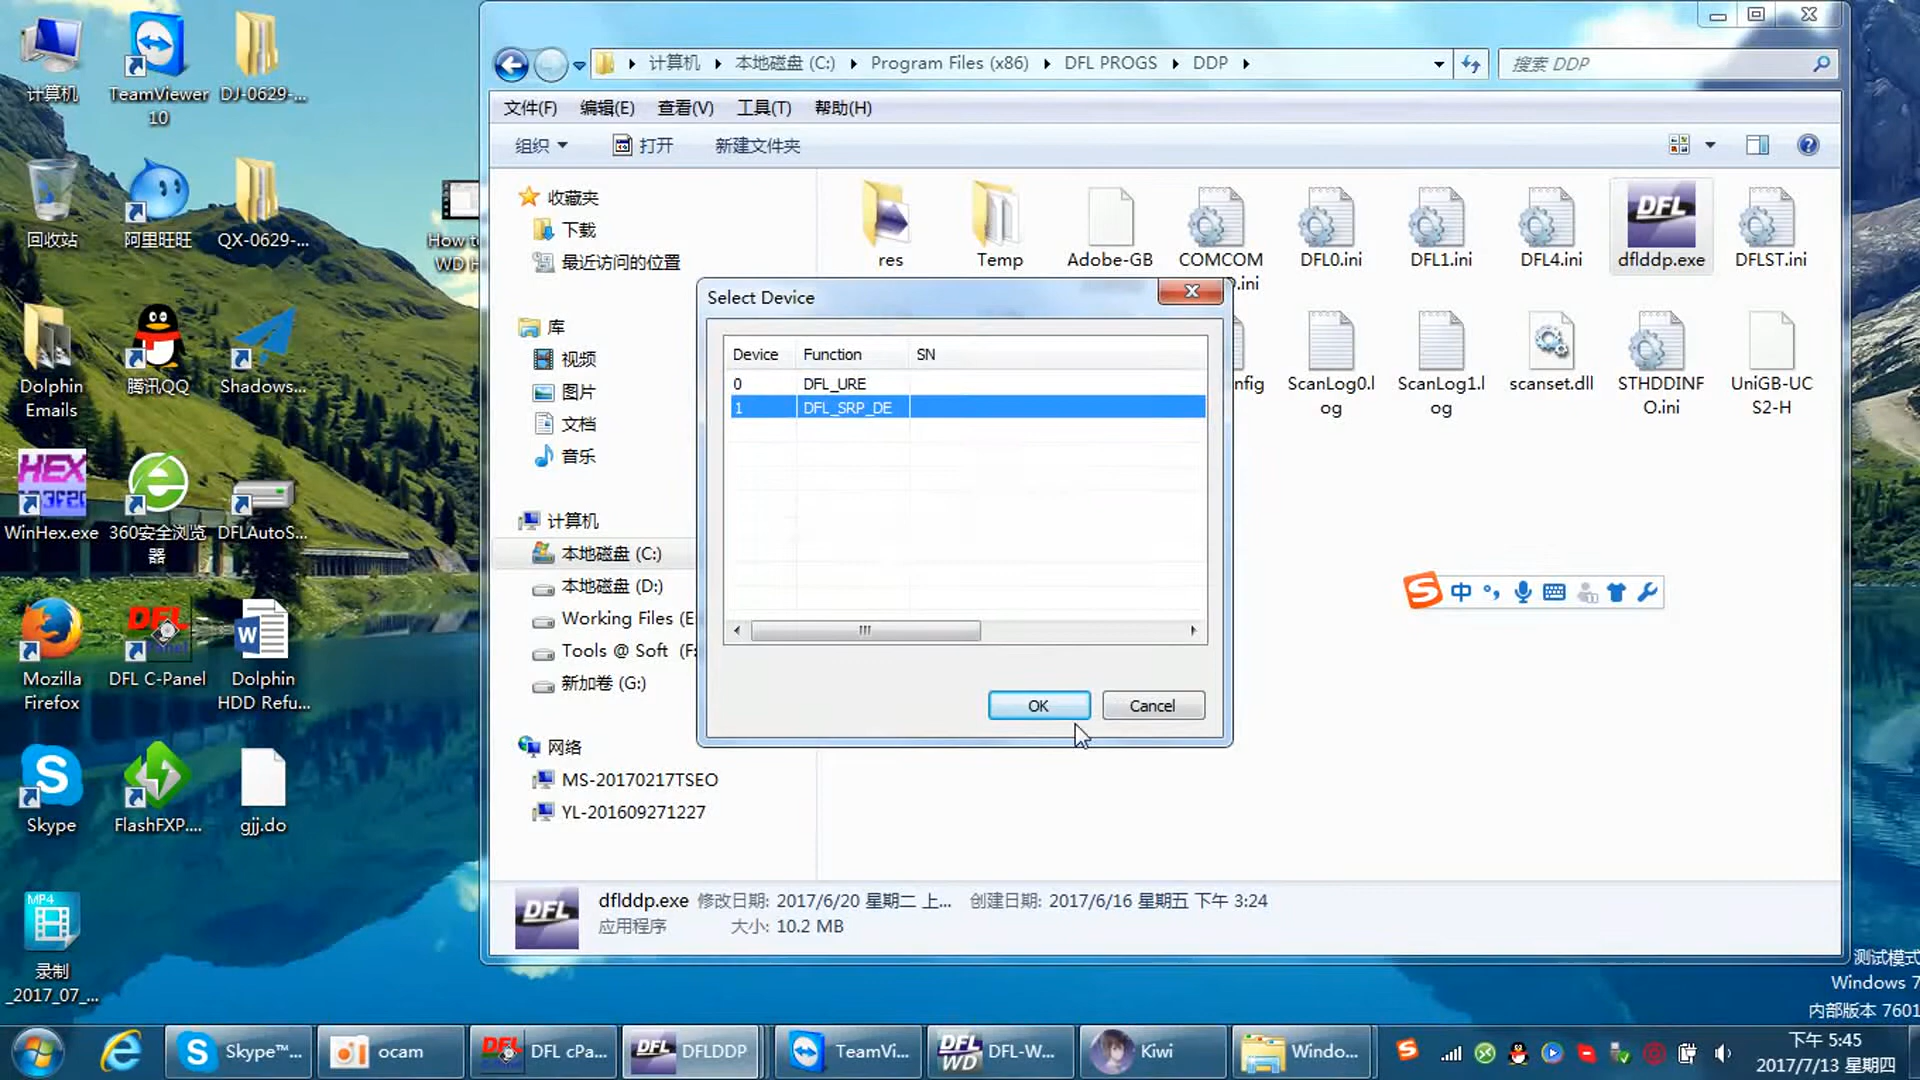 计算机
TeamViewer
10
DJ-0629-...
回收站
阿里旺旺
QX-0629-...
How to
WD H
Dolphin
Emails
腾讯QQ
Shadows...
HEX
WinHex.exe
360安全浏览
器
DFLAutoS...
Mozilla
Firefox
DFL
DFL C-Panel
W
Dolphin
HDD Refu...
Skype
FlashFXP....
gjj.do
MP4
录制
_2017_07_...
计算机
本地磁盘 (C:)
Program Files (x86)
DFL PROGS
DDP
搜索 DDP
文件(F)
编辑(E)
查看(V)
工具(T)
帮助(H)
组织
打开
新建文件夹
收藏夹
下载
最近访问的位置
库
视频
图片
文档
音乐
计算机
本地磁盘 (C:)
本地磁盘 (D:)
Working Files (E
Tools @ Soft (F:
新加卷 (G:)
网络
MS-20170217TSEO
YL-201609271227
res
Temp
Adobe-GB
COMCOM
.ini
DFL0.ini
DFL1.ini
DFL4.ini
DFL
dflddp.exe
DFLST.ini
nfig
ScanLog0.l
og
ScanLog1.l
og
scanset.dll
STHDDINF
O.ini
UniGB-UC
S2-H
Select Device
Device
Function
SN
0
DFL_URE
1
DFL_SRP_DE
OK
Cancel
S
中
DFL
dflddp.exe
修改日期: 2017/6/20 星期二 上...
创建日期: 2017/6/16 星期五 下午 3:24
应用程序
大小: 10.2 MB
测试模式
Windows 7
内部版本 7601
Skype™...
ocam
DFL
DFL cPa...
DFL
DFLDDP
TeamVi...
DFL
WD
DFL-W...
Kiwi
Windo...
下午 5:45
2017/7/13 星期四